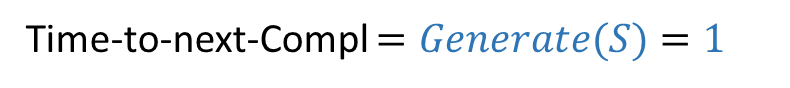 Time-to-next-Compl = Generate(S) = 1